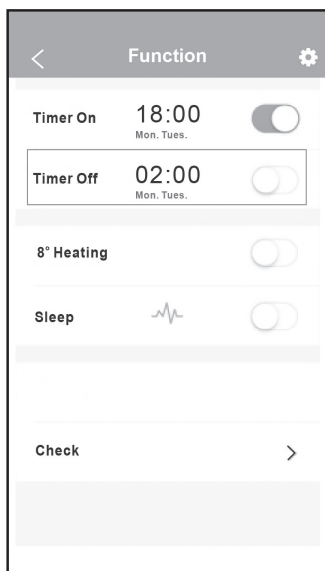 Function
Timer On 18:00
Mon. Tues.
Timer Off 02:00
Mon. Tues.
8° Heating
Sleep
Check